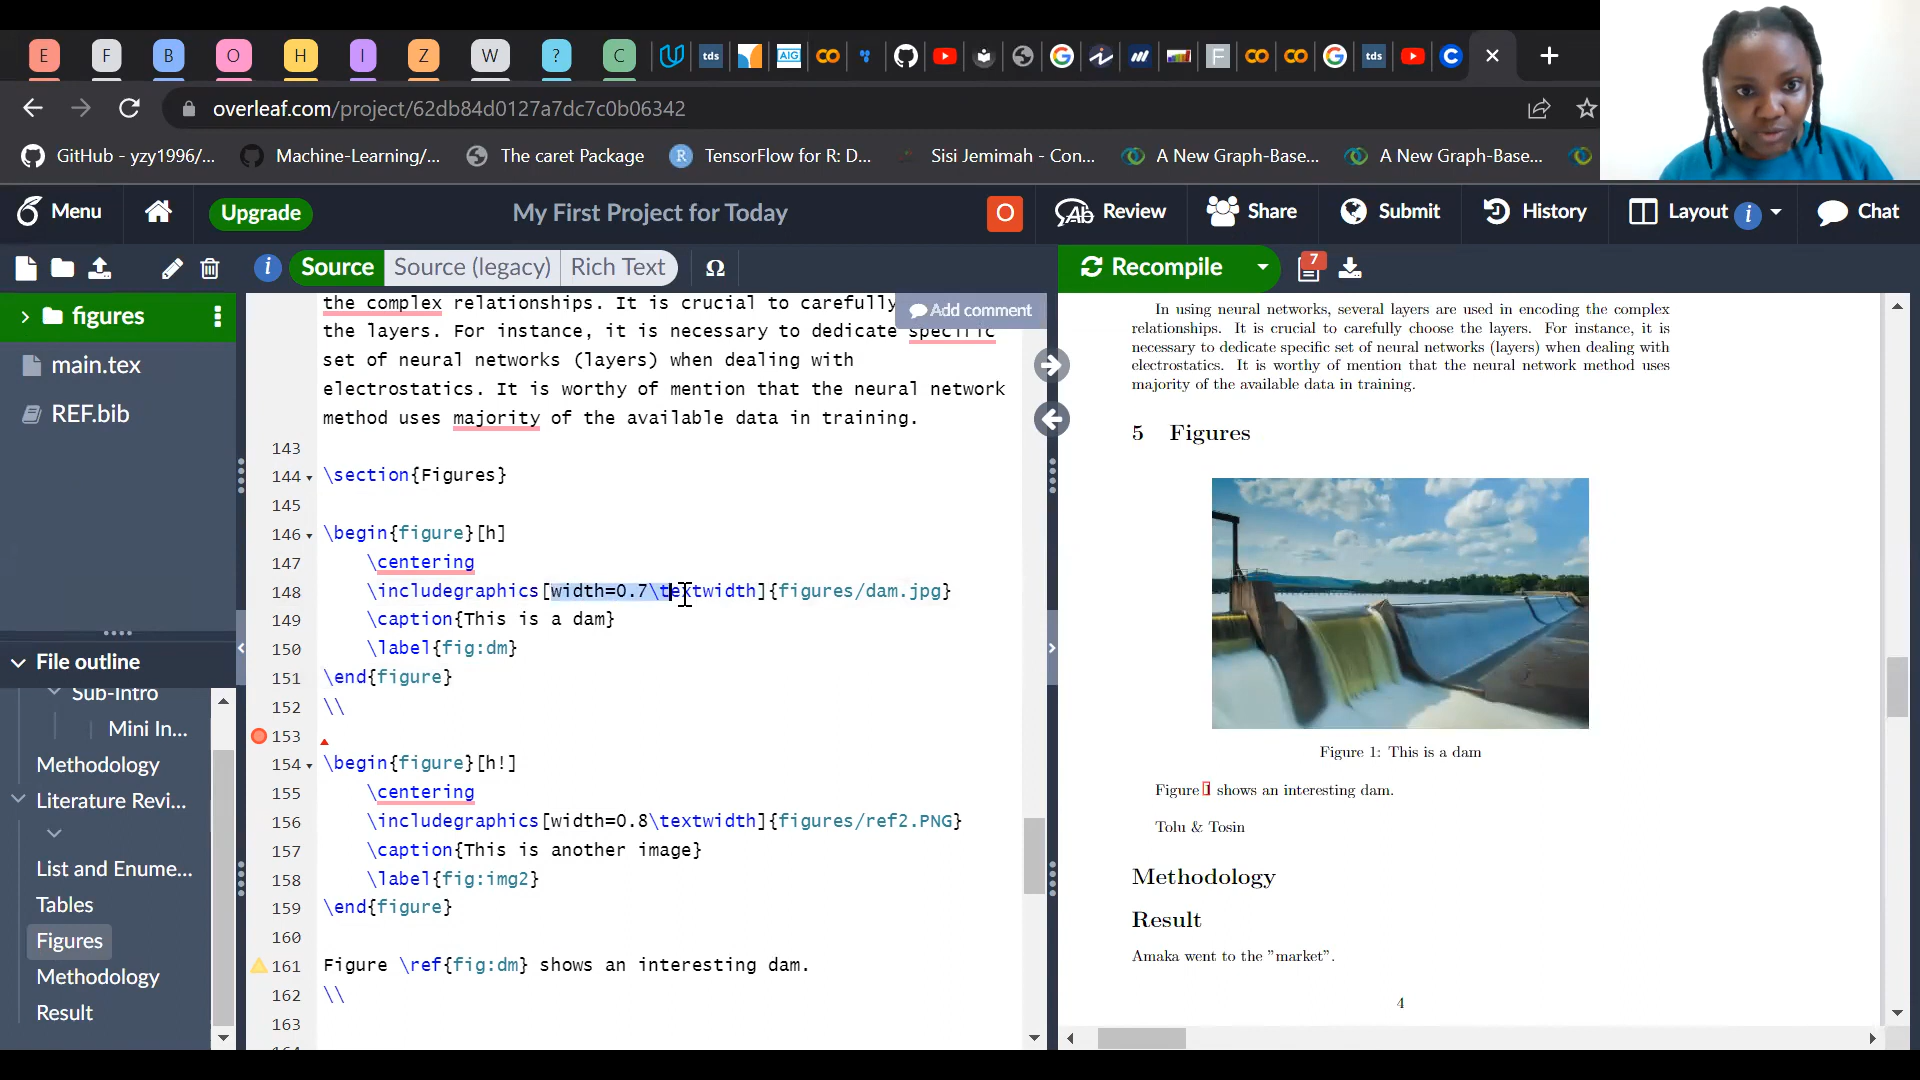 E F B O H I Z W ? C tds AIG F tds C
overleaf.com/project/62db84d0127a7dc7c0b06342
GitHub - yzy1996/... Machine-Learning/... The caret Package TensorFlow for R: D... Sisi Jemimah - Con... A New Graph-Base... A New Graph-Base...
Menu Upgrade My First Project for Today O Review Share Submit History Layout i Chat
i Source Source (legacy) Rich Text Ω Recompile 7
figures
main.tex
REF.bib
File outline
Sub-Intro
Mini In...
Methodology
Literature Revi...
List and Enume...
Tables
Figures
Methodology
Result
Add comment
the complex relationships. It is crucial to carefully
the layers. For instance, it is necessary to dedicate specific
set of neural networks (layers) when dealing with
electrostatics. It is worthy of mention that the neural network
method uses majority of the available data in training.
143
144 \section{Figures}
145
146 \begin{figure}[h]
147 \centering
148 \includegraphics[width=0.7\textwidth]{figures/dam.jpg}
149 \caption{This is a dam}
150 \label{fig:dm}
151 \end{figure}
152 \\
153
154 \begin{figure}[h!]
155 \centering
156 \includegraphics[width=0.8\textwidth]{figures/ref2.PNG}
157 \caption{This is another image}
158 \label{fig:img2}
159 \end{figure}
160
161 Figure \ref{fig:dm} shows an interesting dam.
162 \\
163
In using neural networks, several layers are used in encoding the complex
relationships. It is crucial to carefully choose the layers. For instance, it is
necessary to dedicate specific set of neural networks (layers) when dealing with
electrostatics. It is worthy of mention that the neural network method uses
majority of the available data in training.
5 Figures
Figure 1: This is a dam
Figure 1 shows an interesting dam.
Tolu & Tosin
Methodology
Result
Amaka went to the "market".
4